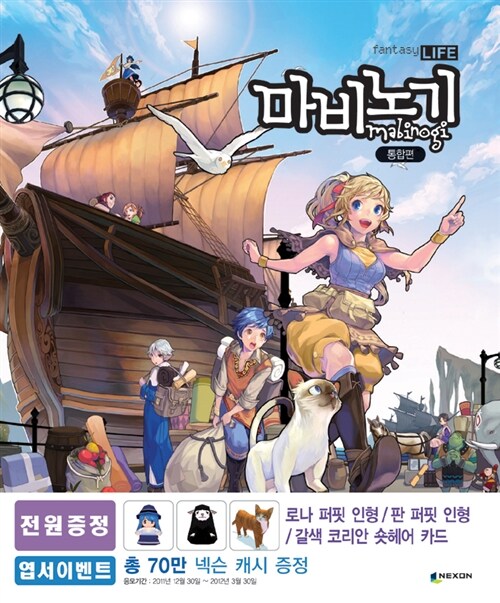 fantasy LIFE
마비노기
mabinogi
통합편
전원증정
로나 퍼핏 인형 / 판 퍼핏 인형
/ 갈색 코리안 숏헤어 카드
엽서이벤트
총 70만 넥슨 캐시 증정
응모기간 : 2011년 12월 30일 ~ 2012년 3월 30일
NEXON